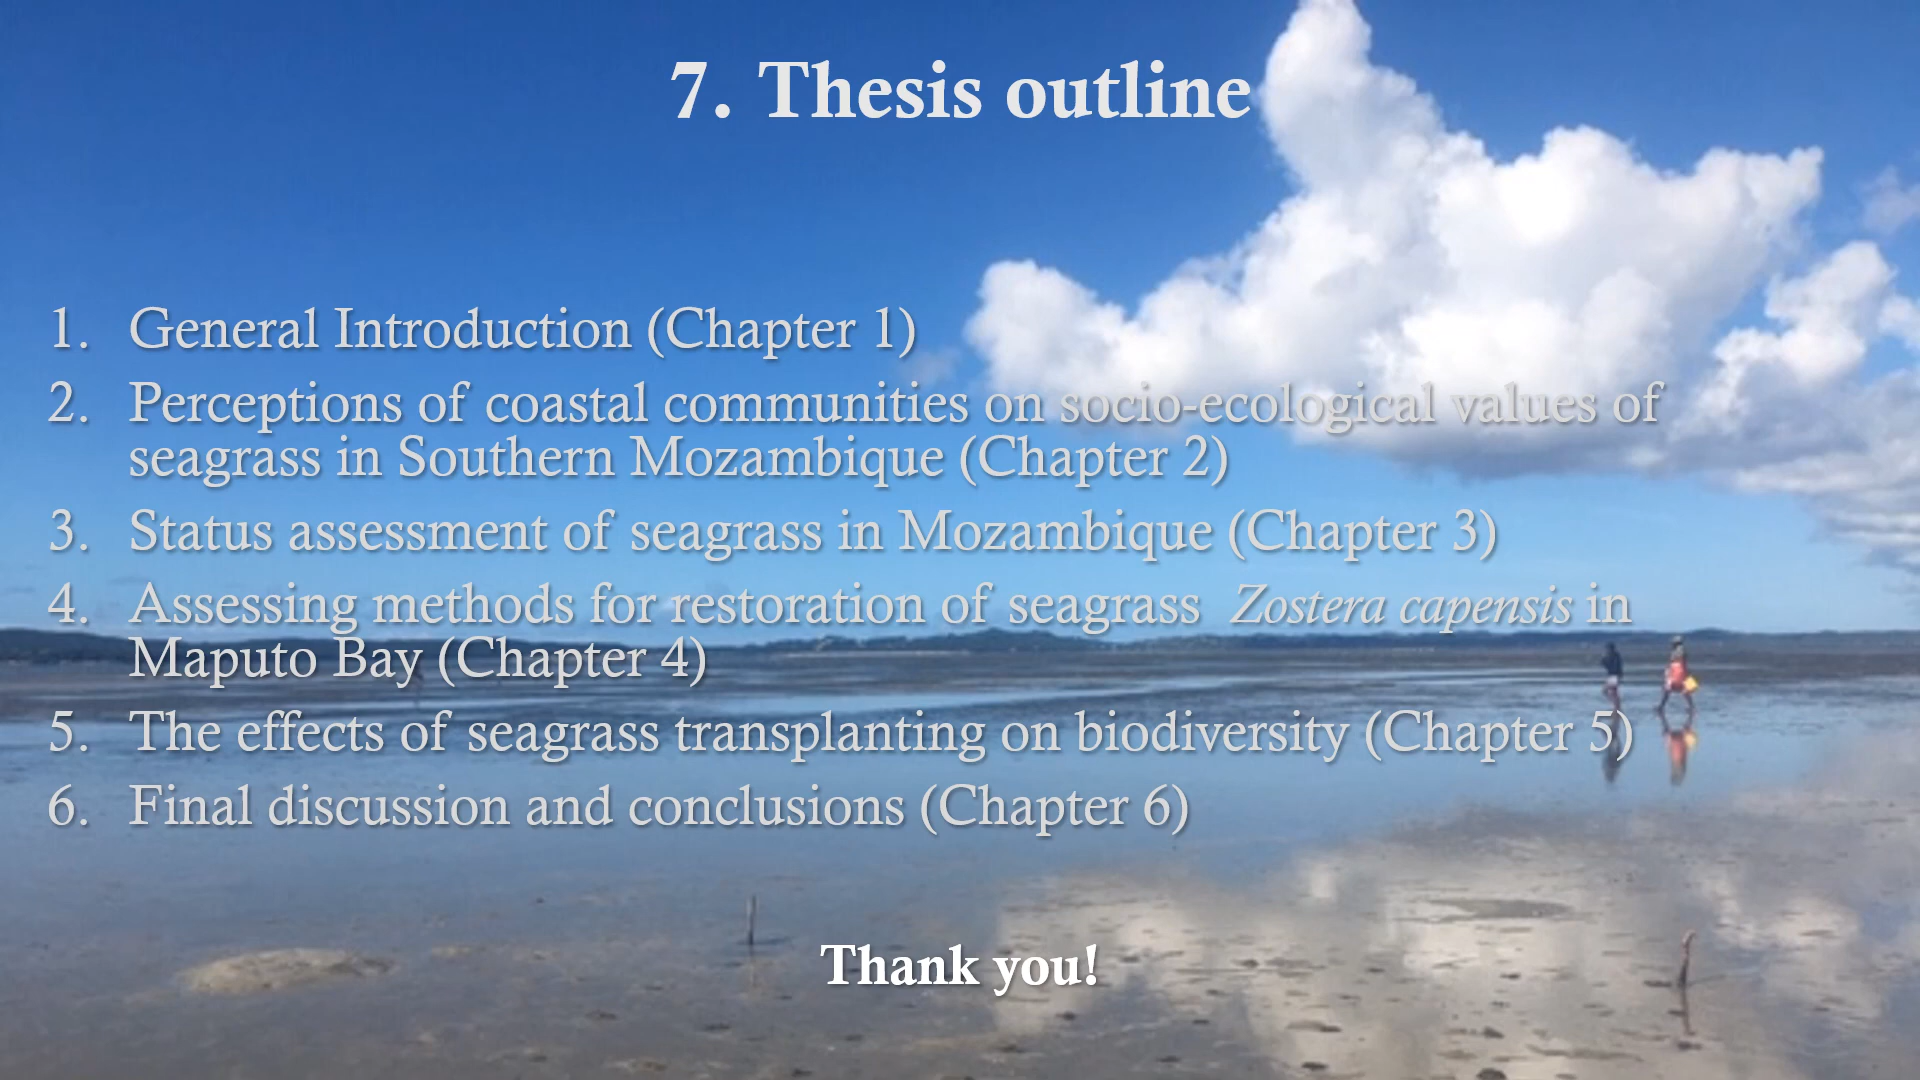 7. Thesis outline
1. General Introduction (Chapter 1)
2. Perceptions of coastal communities on socio-ecological values of
seagrass in Southern Mozambique (Chapter 2)
3. Status assessment of seagrass in Mozambique (Chapter 3)
4. Assessing methods for restoration of seagrass Zostera capensis in
Maputo Bay (Chapter 4)
5. The effects of seagrass transplanting on biodiversity (Chapter 5)
6. Final discussion and conclusions (Chapter 6)
Thank you!